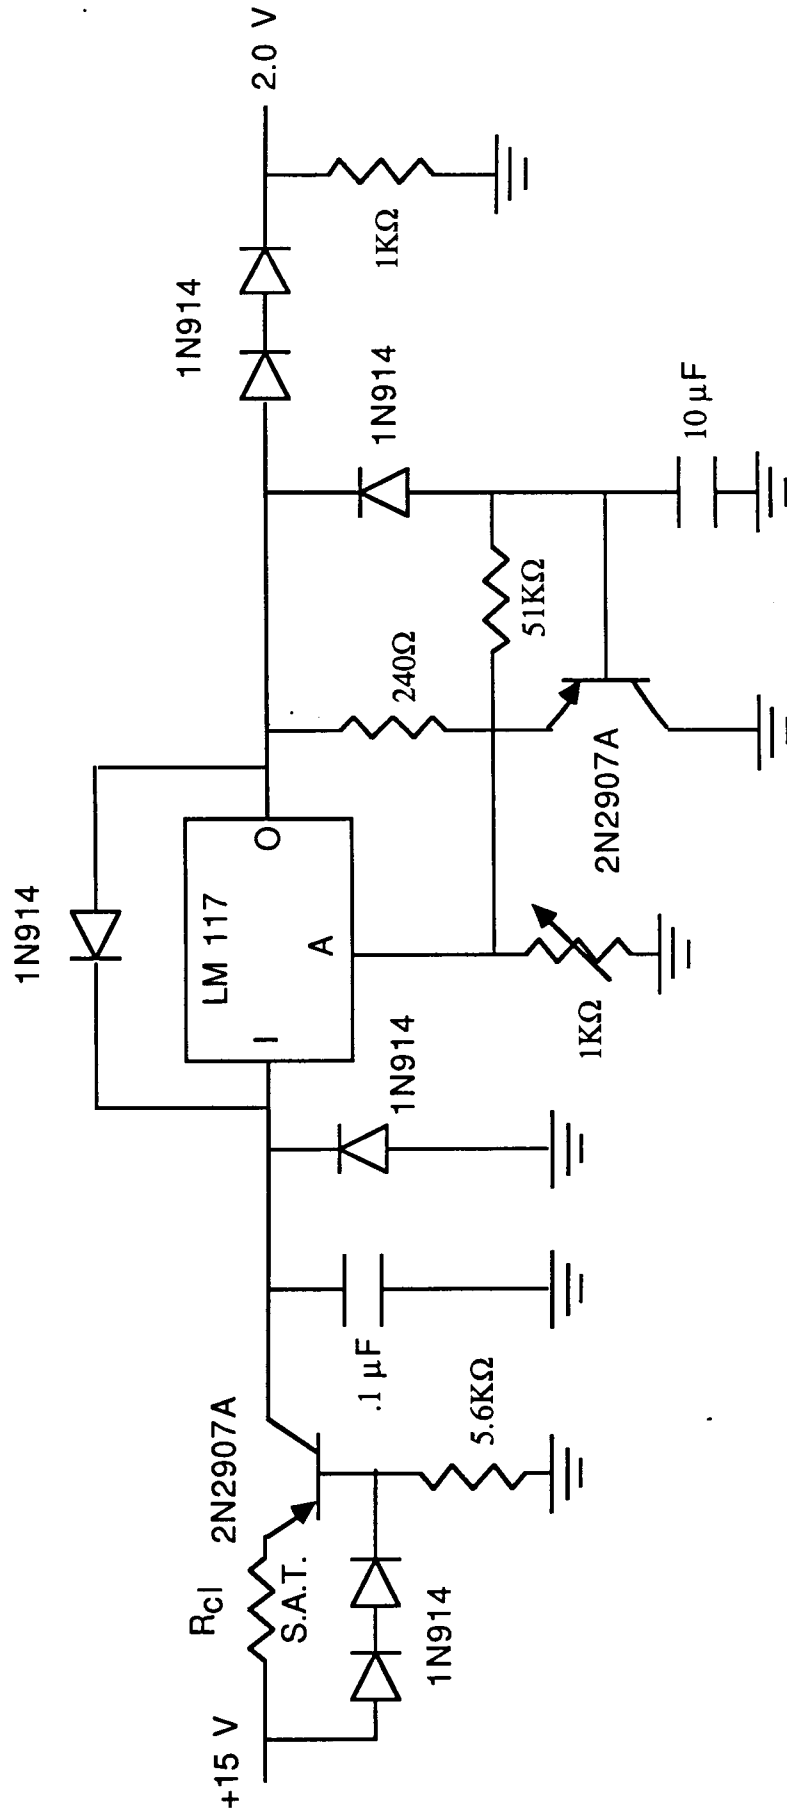 +15 V
Rcl
S.A.T.
2N2907A
1N914
5.6KΩ
.1 µF
1N914
1N914
LM 117
I
O
A
1KΩ
240Ω
2N2907A
51KΩ
1N914
10 µF
1N914
1KΩ
2.0 V